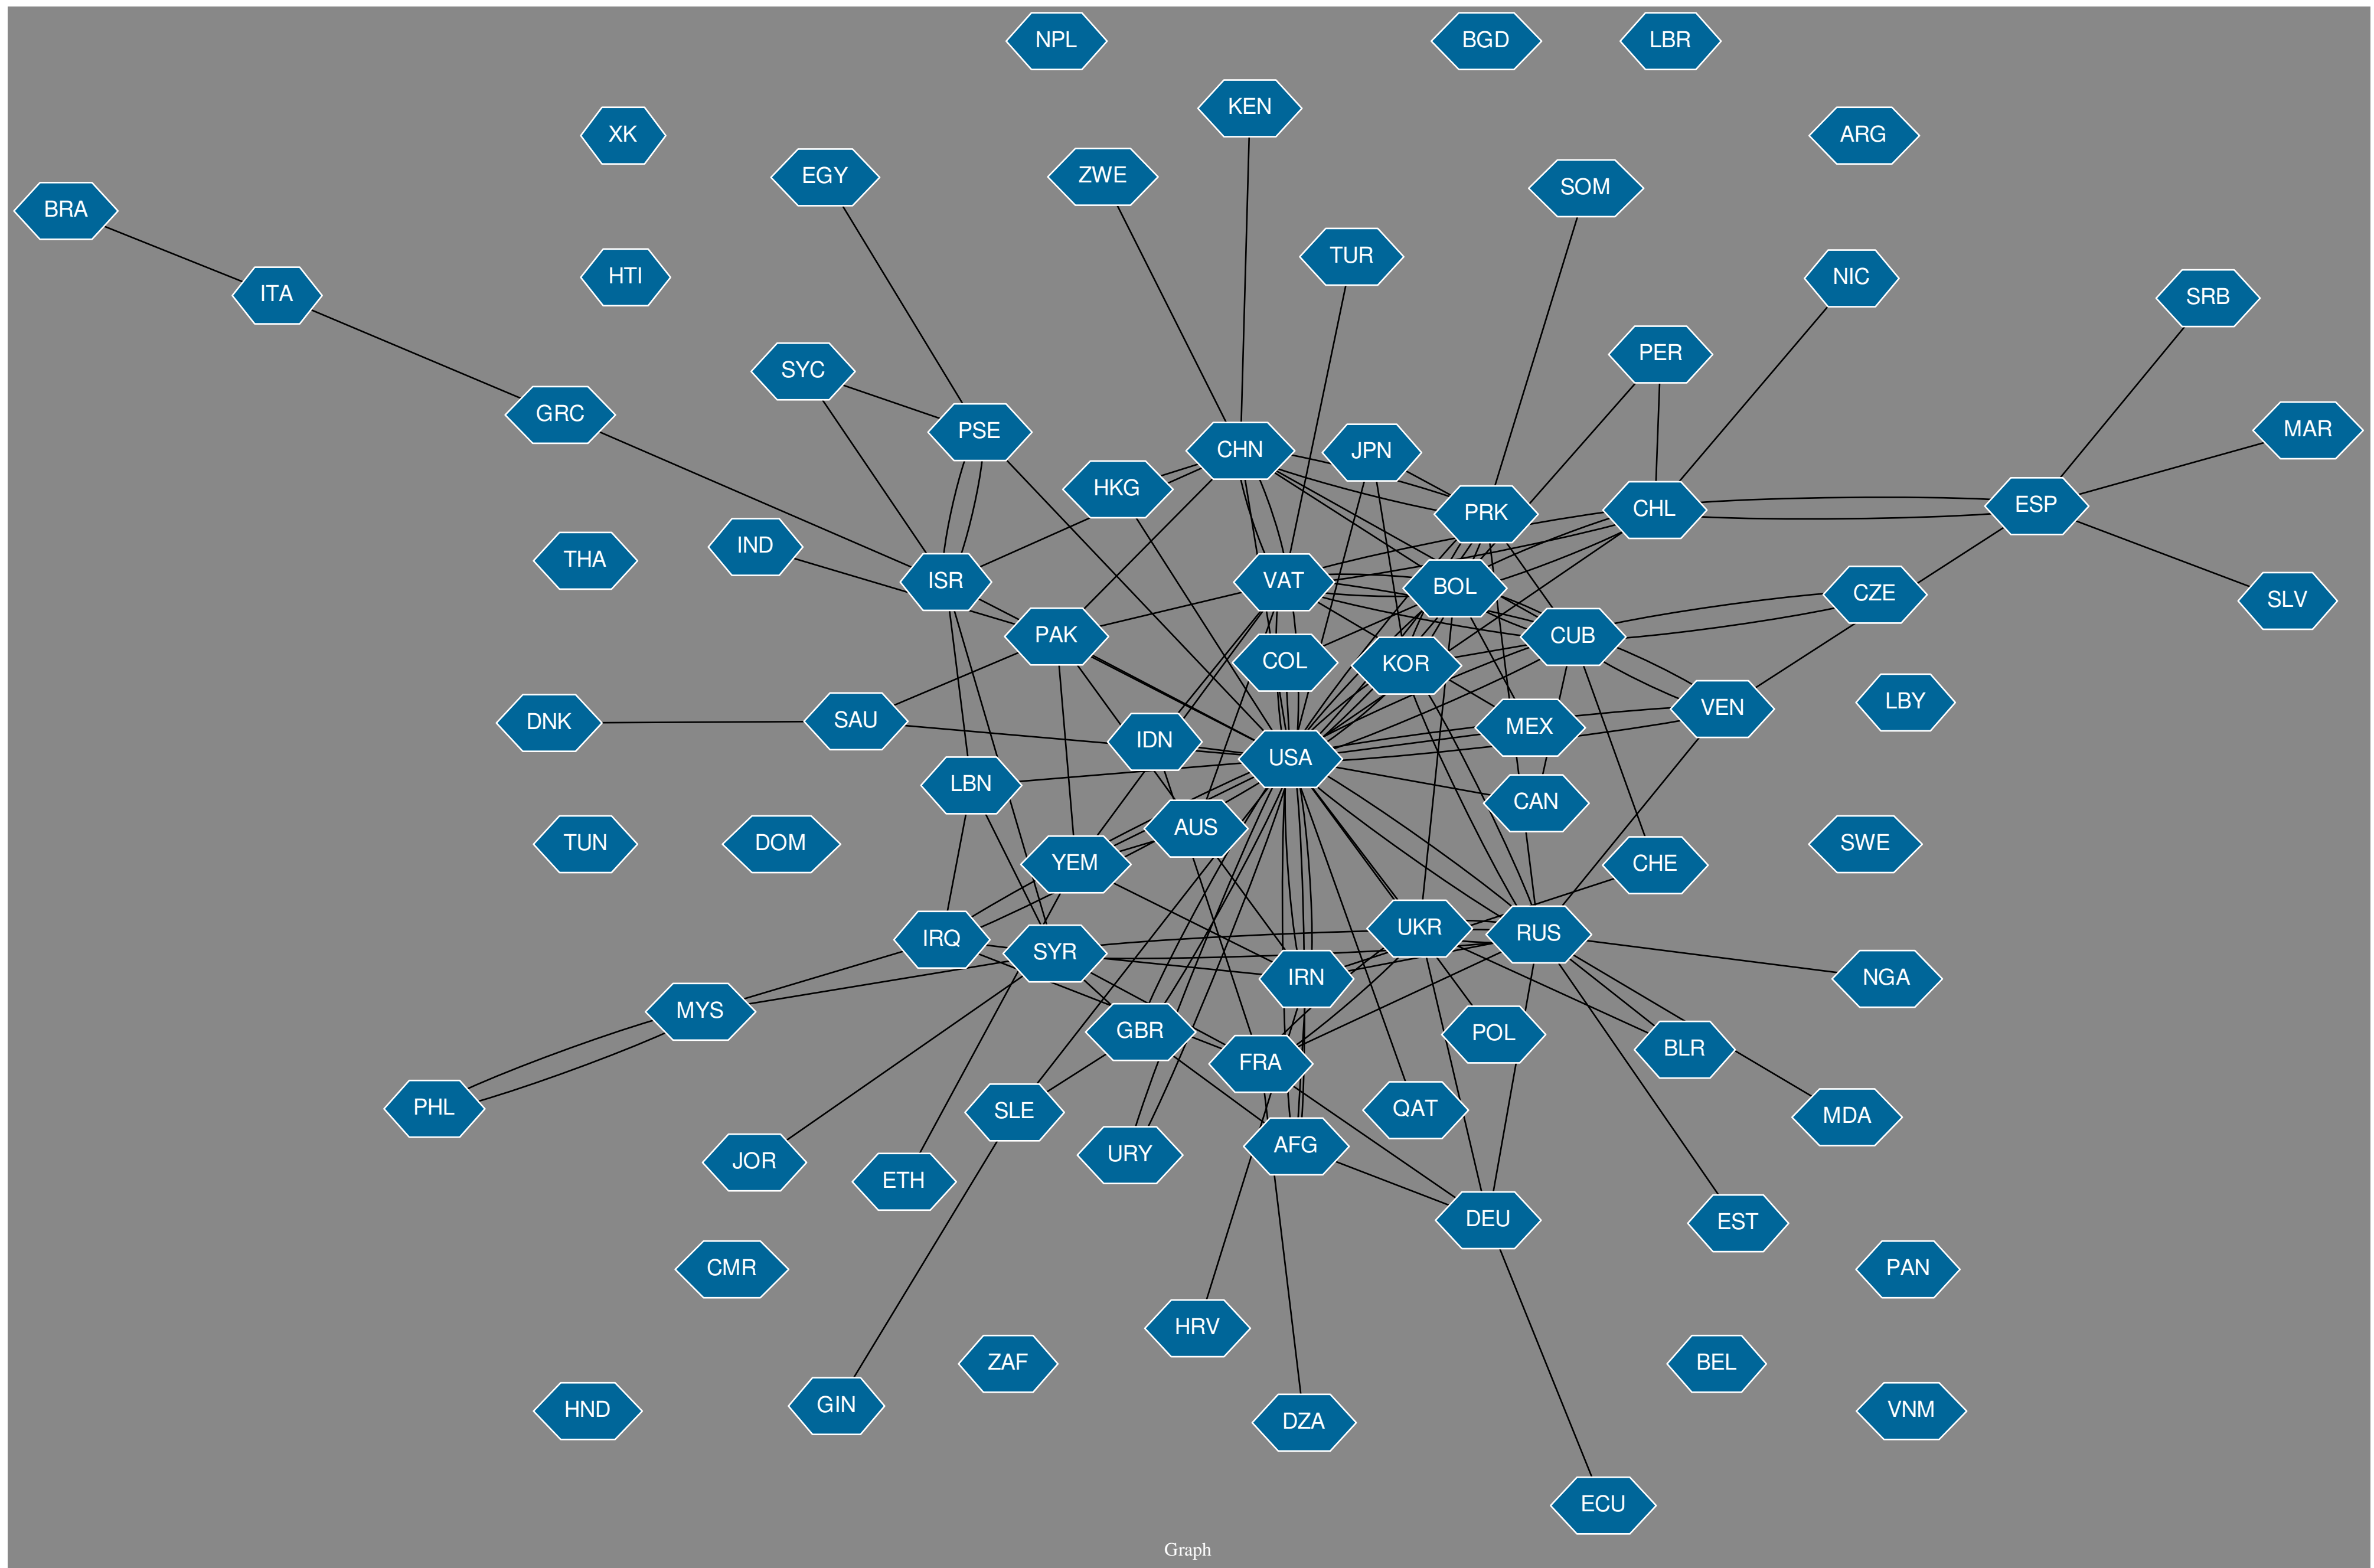 NPL
BGD
LBR
KEN
XK
ARG
EGY
ZWE
SOM
BRA
TUR
HTI
NIC
ITA
SRB
PER
SYC
GRC
PSE
MAR
CHN
JPN
HKG
ESP
CHL
PRK
IND
THA
ISR
VAT
BOL
CZE
SLV
PAK
CUB
COL
KOR
LBY
VEN
DNK
SAU
MEX
IDN
USA
LBN
CAN
AUS
TUN
DOM
SWE
YEM
CHE
UKR
RUS
IRQ
SYR
IRN
NGA
MYS
GBR
POL
BLR
FRA
PHL
QAT
SLE
MDA
AFG
URY
JOR
ETH
DEU
EST
CMR
PAN
HRV
ZAF
BEL
GIN
HND
VNM
DZA
ECU
Graph